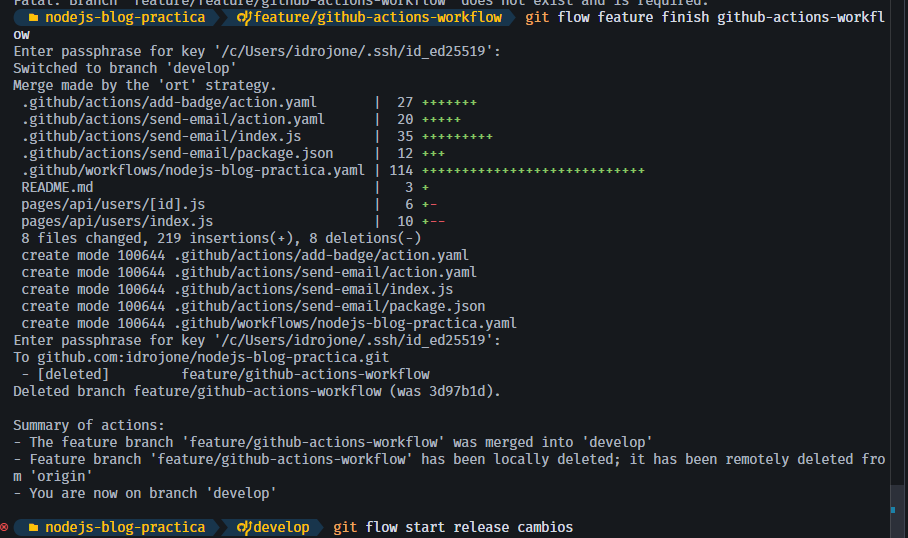 fatal: Branch 'feature/github-actions-workflow' does not exist and is required.
nodejs-blog-practica feature/github-actions-workflow git flow feature finish github-actions-workfl
ow
Enter passphrase for key '/c/Users/idrojone/.ssh/id_ed25519':
Switched to branch 'develop'
Merge made by the 'ort' strategy.
.github/actions/add-badge/action.yaml | 27 +++++++
.github/actions/send-email/action.yaml | 20 +++++
.github/actions/send-email/index.js | 35 +++++++++
.github/actions/send-email/package.json | 12 +++
.github/workflows/nodejs-blog-practica.yaml | 114 ++++++++++++++++++++++++++++
README.md | 3 +
pages/api/users/[id].js | 6 +-
pages/api/users/index.js | 10 +--
8 files changed, 219 insertions(+), 8 deletions(-)
create mode 100644 .github/actions/add-badge/action.yaml
create mode 100644 .github/actions/send-email/action.yaml
create mode 100644 .github/actions/send-email/index.js
create mode 100644 .github/actions/send-email/package.json
create mode 100644 .github/workflows/nodejs-blog-practica.yaml
Enter passphrase for key '/c/Users/idrojone/.ssh/id_ed25519':
To github.com:idrojone/nodejs-blog-practica.git
- [deleted] feature/github-actions-workflow
Deleted branch feature/github-actions-workflow (was 3d97b1d).
Summary of actions:
- The feature branch 'feature/github-actions-workflow' was merged into 'develop'
- Feature branch 'feature/github-actions-workflow' has been locally deleted; it has been remotely deleted fro
m 'origin'
- You are now on branch 'develop'
nodejs-blog-practica develop git flow start release cambios